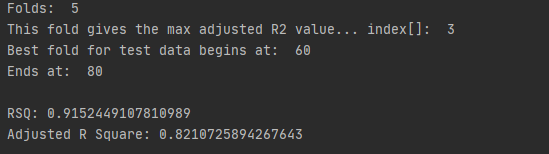 Folds:  5
This fold gives the max adjusted R2 value... index[]:  3
Best fold for test data begins at:  60
Ends at:  80
RSQ: 0.9152449107810989
Adjusted R Square: 0.8210725894267643